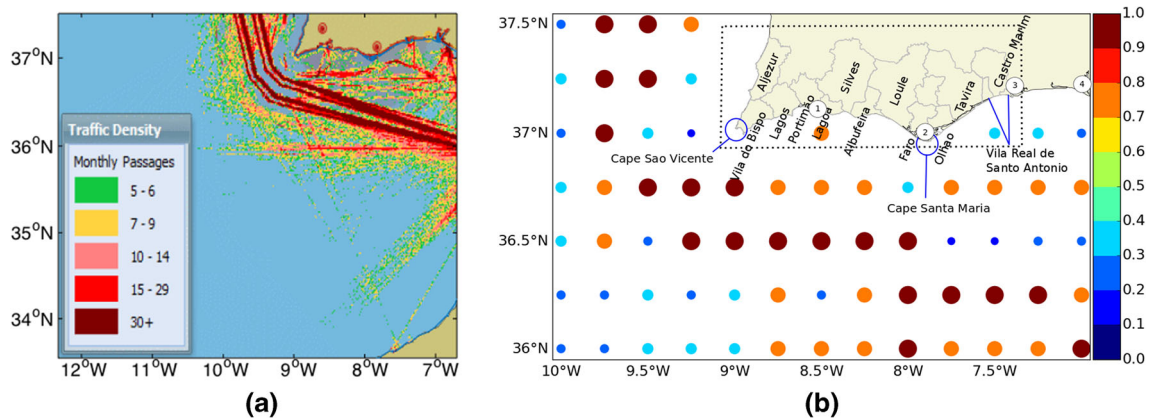 37°N
36°N
35°N
34°N
12°W
11°W
10°W
9°W
8°W
7°W
Traffic Density
Monthly Passages
5 - 6
7 - 9
10 - 14
15 - 29
30+
(a)
37.5°N
37°N
36.5°N
36°N
10°W
9.5°W
9°W
8.5°W
8°W
7.5°W
Aljezur
Vila do Bispo
Lagos
Portimão
Lagoa
Silves
Albufeira
Loule
Faro
Olhao
Tavira
Castro Marim
1
2
3
4
Cape Sao Vicente
Cape Santa Maria
Vila Real de
Santo Antonio
1.0
0.9
0.8
0.7
0.6
0.5
0.4
0.3
0.2
0.1
0.0
(b)